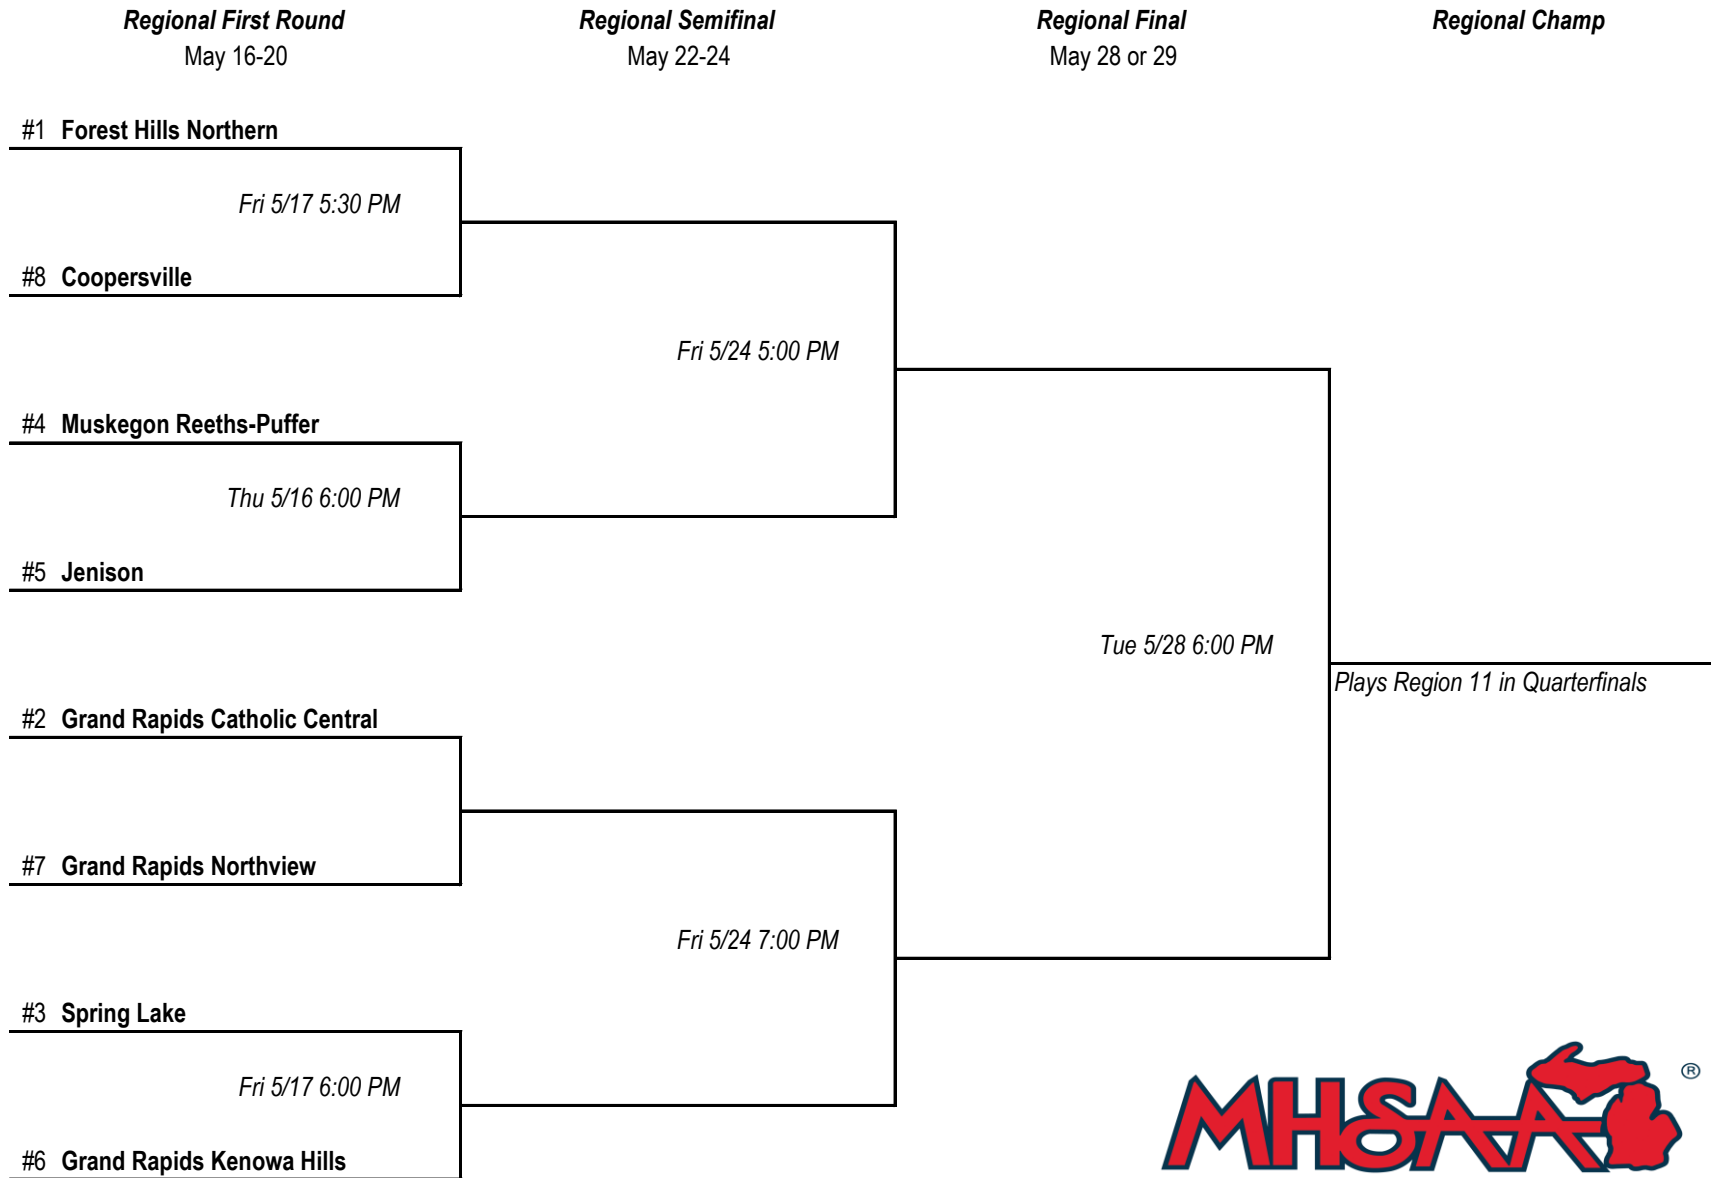 Regional First Round
May 16-20
Regional Semifinal
May 22-24
Regional Final
May 28 or 29
Regional Champ
#1 Forest Hills Northern
Fri 5/17 5:30 PM
#8 Coopersville
Fri 5/24 5:00 PM
#4 Muskegon Reeths-Puffer
Thu 5/16 6:00 PM
#5 Jenison
Tue 5/28 6:00 PM
Plays Region 11 in Quarterfinals
#2 Grand Rapids Catholic Central
#7 Grand Rapids Northview
Fri 5/24 7:00 PM
#3 Spring Lake
Fri 5/17 6:00 PM
#6 Grand Rapids Kenowa Hills
MHSAA ®